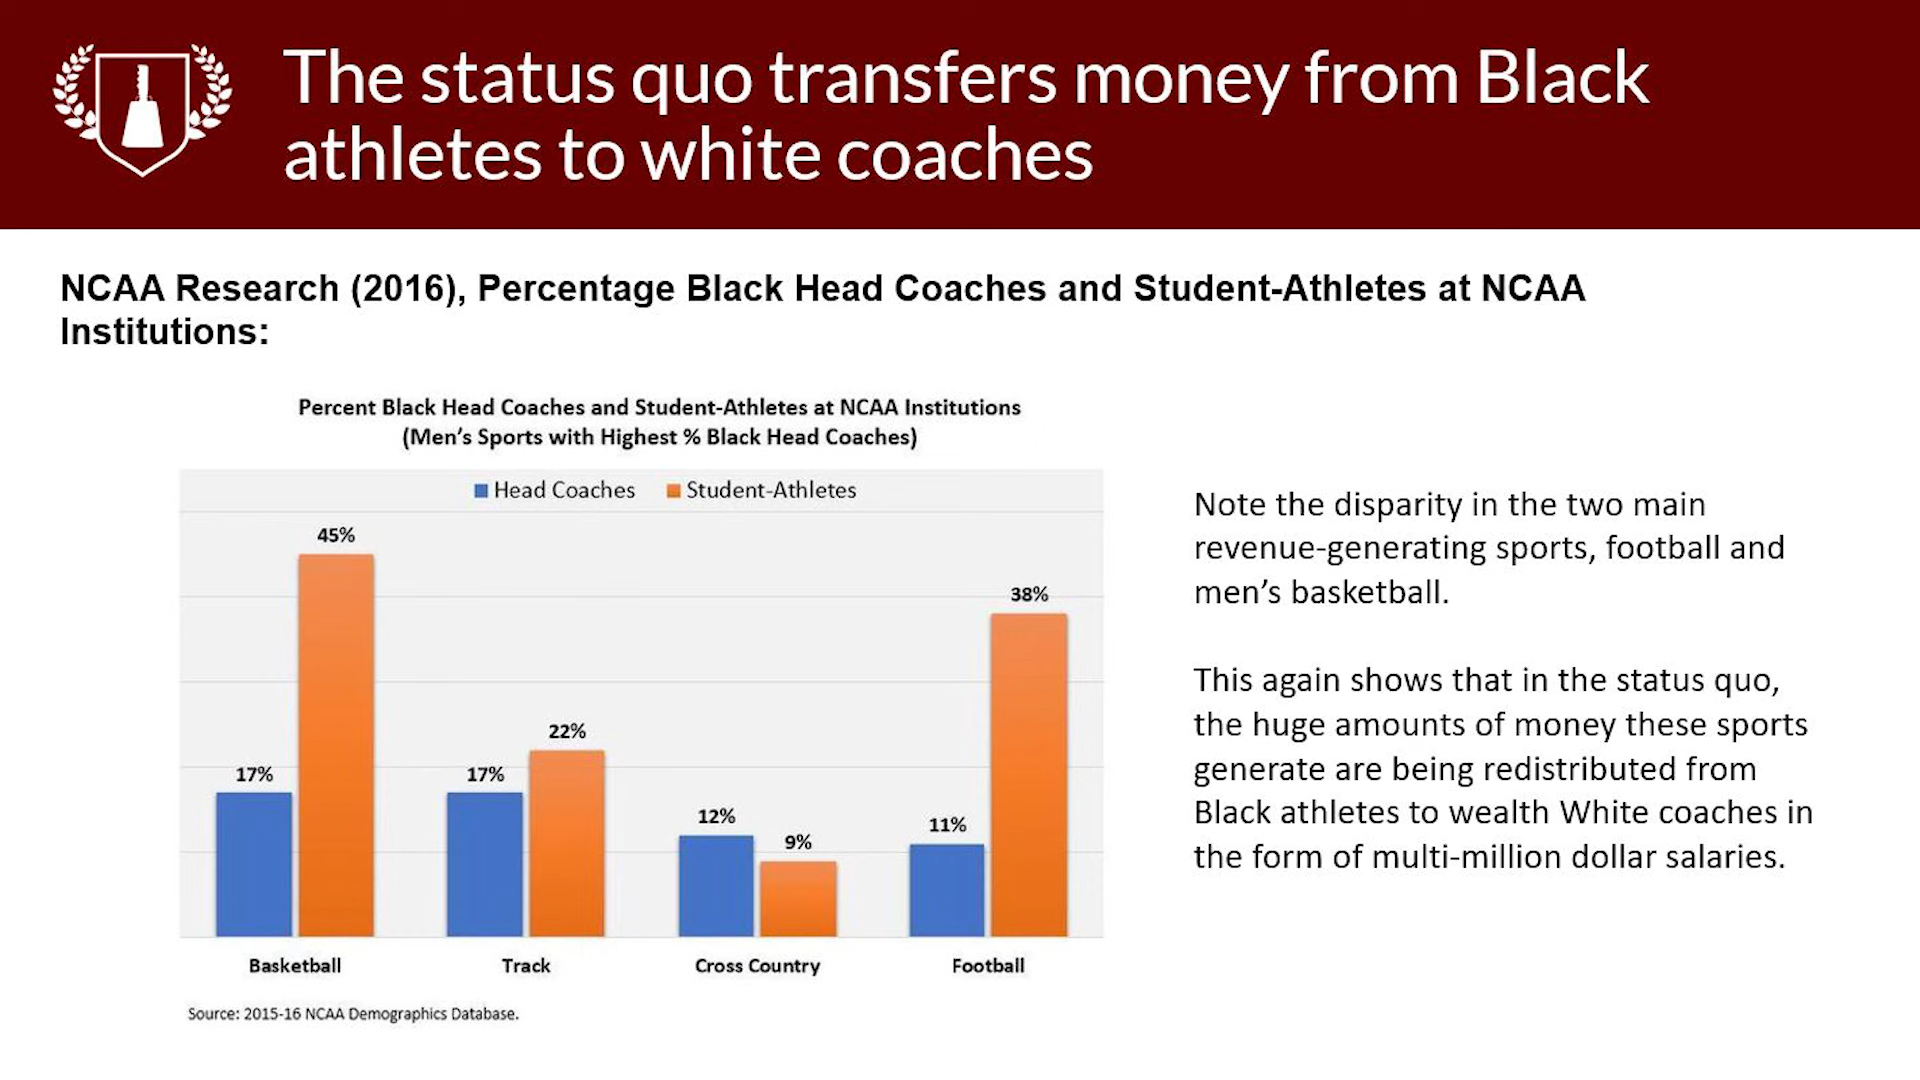 The status quo transfers money from Black
athletes to white coaches
NCAA Research (2016), Percentage Black Head Coaches and Student-Athletes at NCAA
Institutions:
Percent Black Head Coaches and Student-Athletes at NCAA Institutions
(Men's Sports with Highest % Black Head Coaches)
Head Coaches Student-Athletes
45%
38%
22%
17%
17%
12%
11%
9%
Basketball Track Cross Country Football
Source: 2015-16 NCAA Demographics Database.
Note the disparity in the two main
revenue-generating sports, football and
men's basketball.
This again shows that in the status quo,
the huge amounts of money these sports
generate are being redistributed from
Black athletes to wealth White coaches in
the form of multi-million dollar salaries.